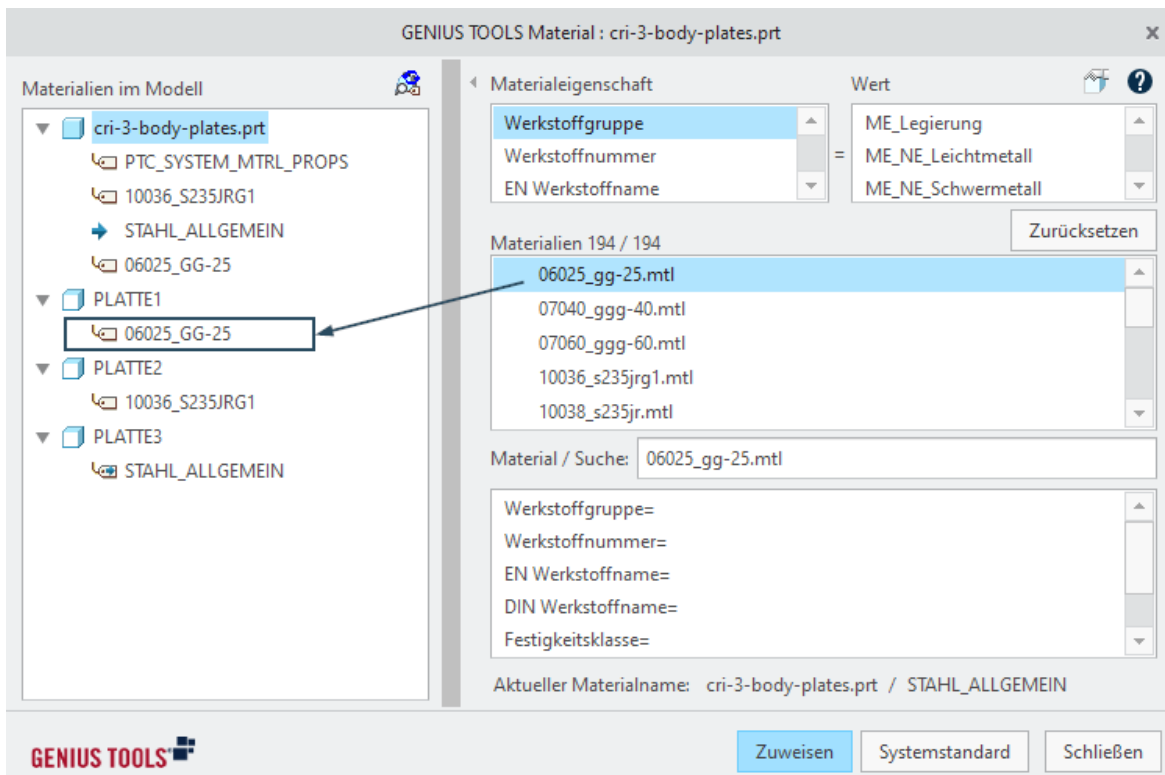 GENIUS TOOLS Material : cri-3-body-plates.prt
Materialien im Modell
cri-3-body-plates.prt
PTC_SYSTEM_MTRL_PROPS
10036_S235JRG1
STAHL_ALLGEMEIN
06025_GG-25
PLATTE1
06025_GG-25
PLATTE2
10036_S235JRG1
PLATTE3
STAHL_ALLGEMEIN
Materialeigenschaft
Werkstoffgruppe
Werkstoffnummer
EN Werkstoffname
=
Wert
ME_Legierung
ME_NE_Leichtmetall
ME_NE_Schwermetall
Zurücksetzen
Materialien 194 / 194
06025_gg-25.mtl
07040_ggg-40.mtl
07060_ggg-60.mtl
10036_s235jrg1.mtl
10038_s235jr.mtl
Material / Suche: 06025_gg-25.mtl
Werkstoffgruppe=
Werkstoffnummer=
EN Werkstoffname=
DIN Werkstoffname=
Festigkeitsklasse=
Aktueller Materialname: cri-3-body-plates.prt / STAHL_ALLGEMEIN
GENIUS TOOLS
Zuweisen Systemstandard Schließen